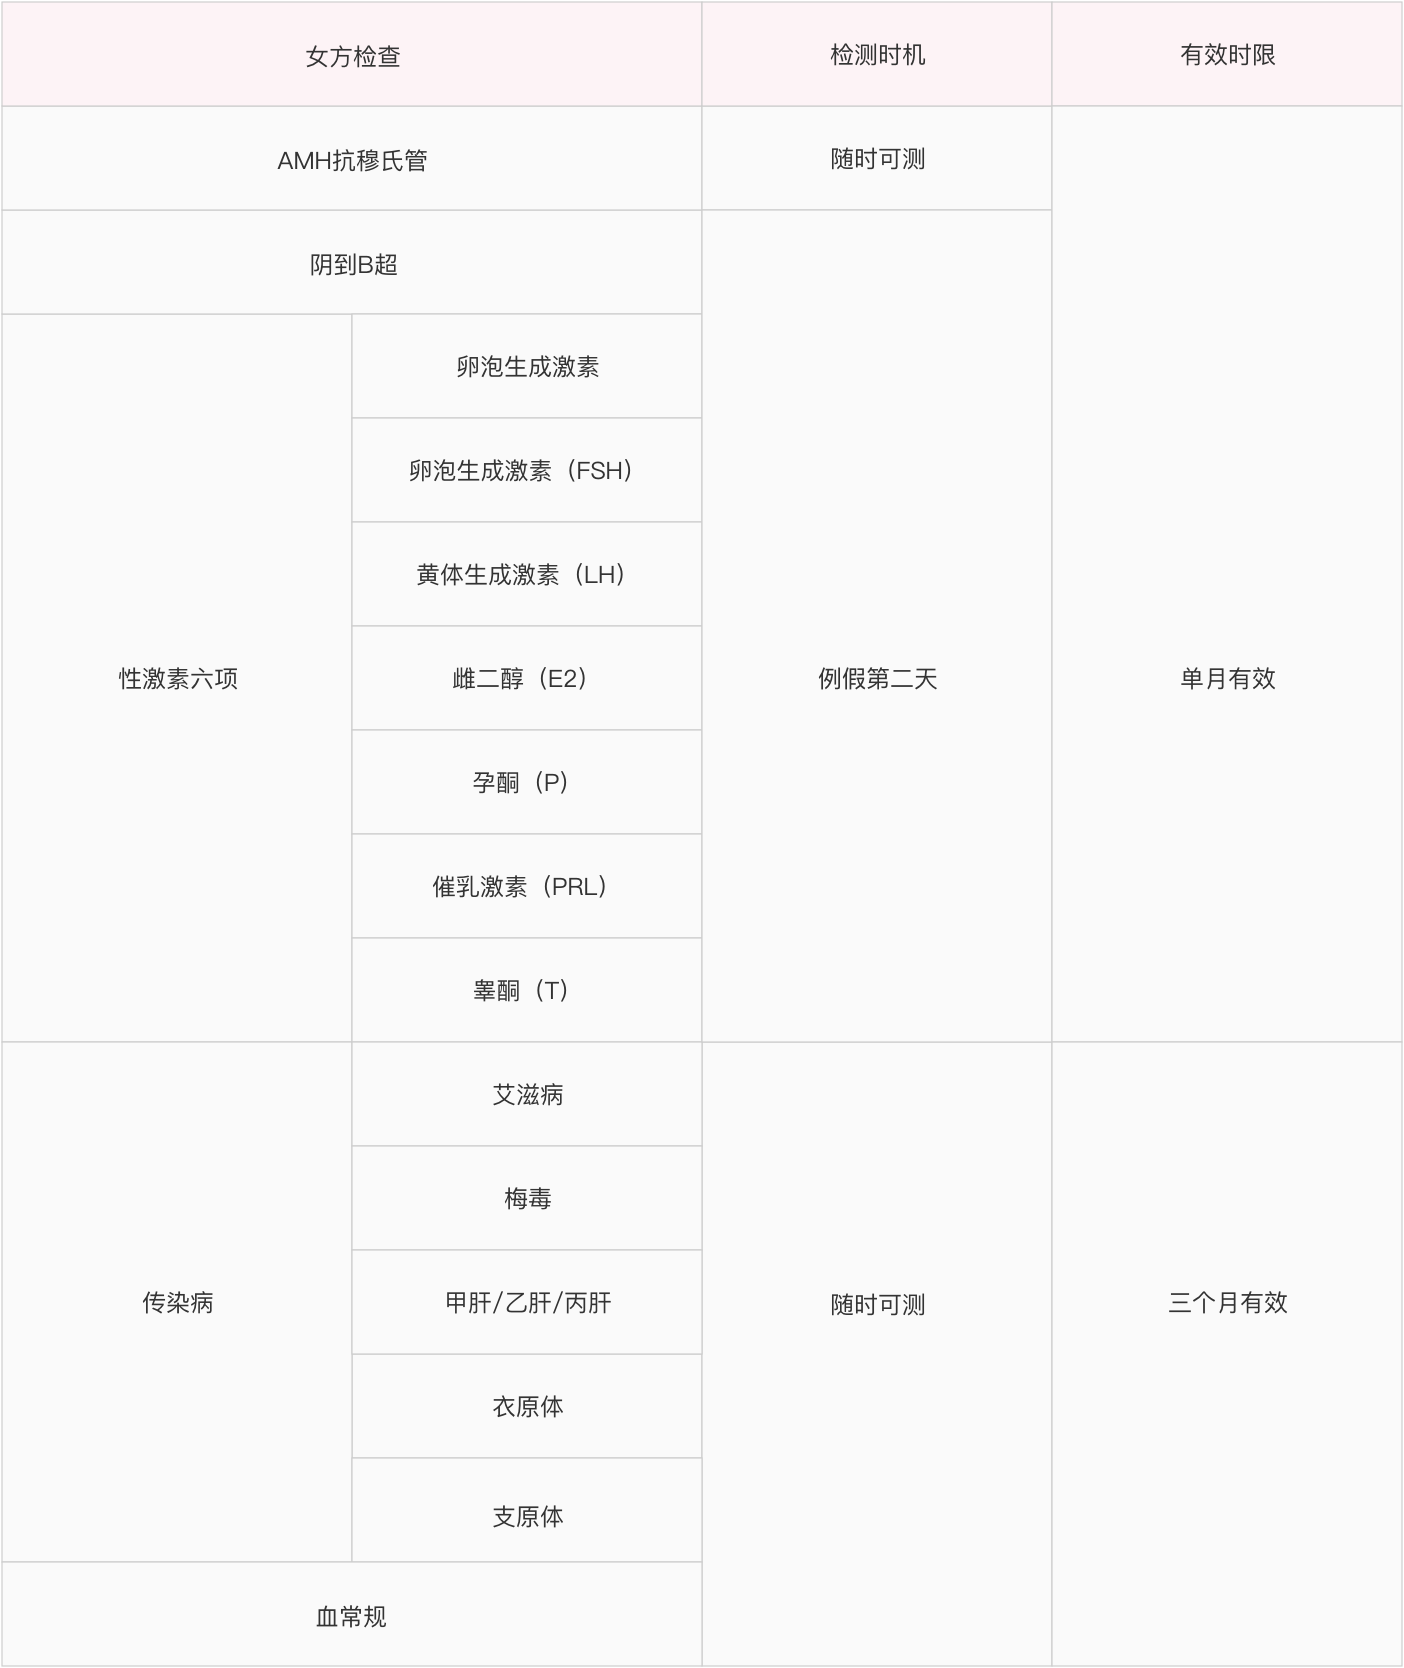 女方检查
检测时机
有效时限
AMH抗穆氏管
随时可测
阴到B超
卵泡生成激素
卵泡生成激素（FSH）
黄体生成激素（LH）
性激素六项
雌二醇（E2）
例假第二天
单月有效
孕酮（P）
催乳激素（PRL）
睾酮（T）
艾滋病
梅毒
传染病
甲肝/乙肝/丙肝
随时可测
三个月有效
衣原体
支原体
血常规